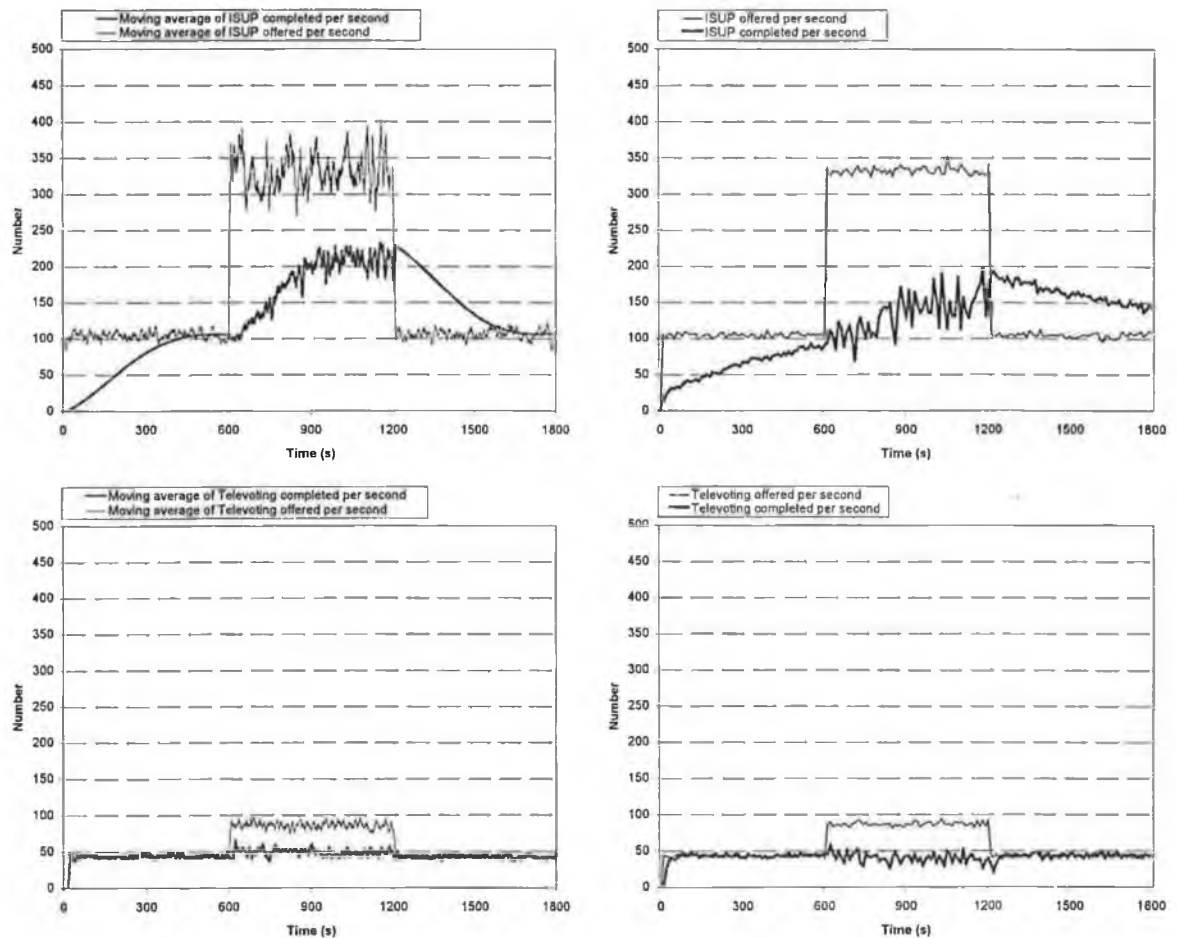 Moving average of ISUP completed per second
Moving average of ISUP offered per second
500
450
400
350
300
250
200
150
100
50
0
Number
0 300 600 900 1200 1500 1800
Time (s)
ISUP offered per second
ISUP completed per second
500
450
400
350
300
250
200
150
100
50
0
Number
0 300 600 900 1200 1500 1800
Time (s)
Moving average of Televoting completed per second
Moving average of Televoting offered per second
500
450
400
350
300
250
200
150
100
50
0
Number
0 300 600 900 1200 1500 1800
Time (s)
Televoting offered per second
Televoting completed per second
500
450
400
350
300
250
200
150
100
50
0
Number
0 300 600 900 1200 1500 1800
Time (s)